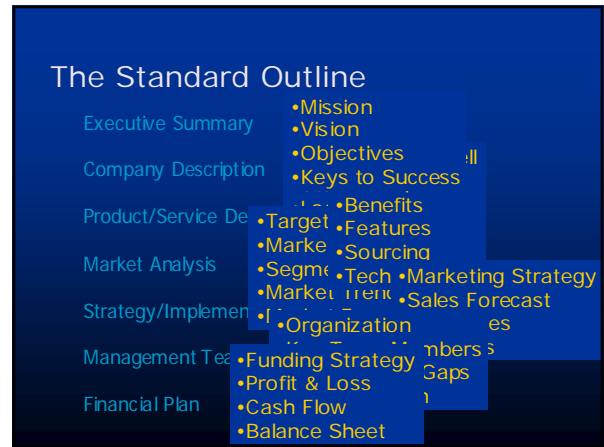 The Standard Outline
Executive Summary
Company Description
Product/Service De
Market Analysis
Strategy/Implemen
Management Tea
Financial Plan
•Mission
•Vision
•Objectives
•Keys to Success
•Benefits
•Features
•Sourcing
•Tech
•Target
•Marke
•Segme
•Market Trend
•Marketing Strategy
•Sales Forecast
•Organization
mbers
Gaps
•Funding Strategy
•Profit & Loss
•Cash Flow
•Balance Sheet